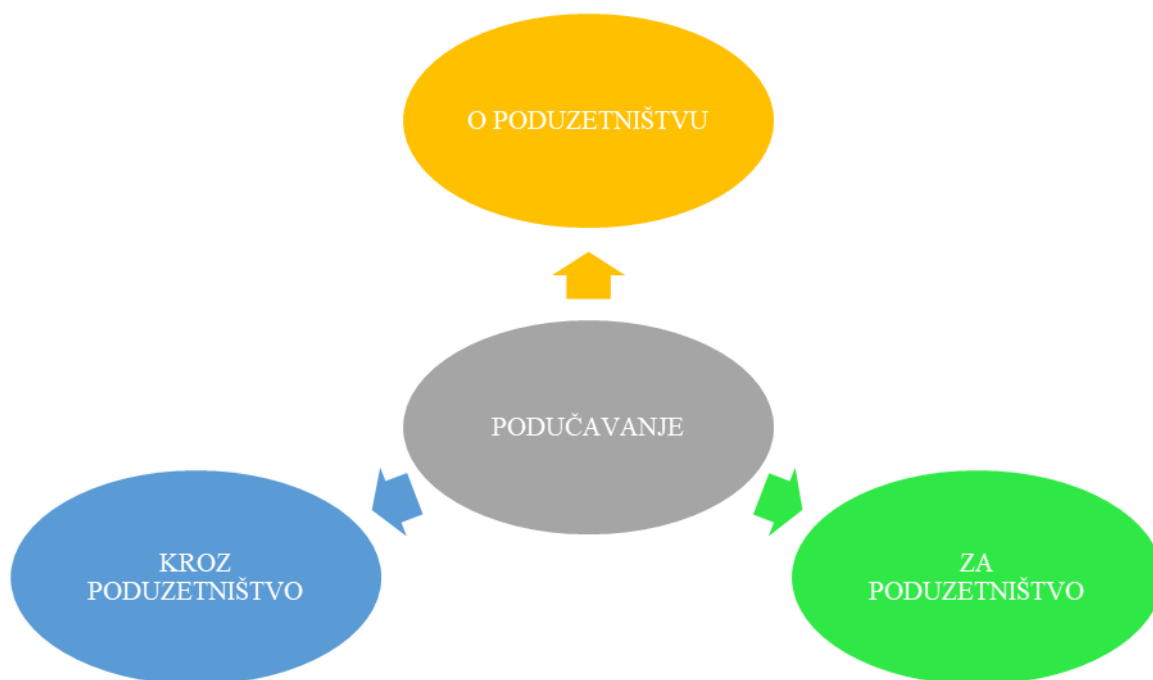 O PODUZETNIŠTVU
PODUČAVANJE
KROZ
PODUZETNIŠTVO
ZA
PODUZETNIŠTVO